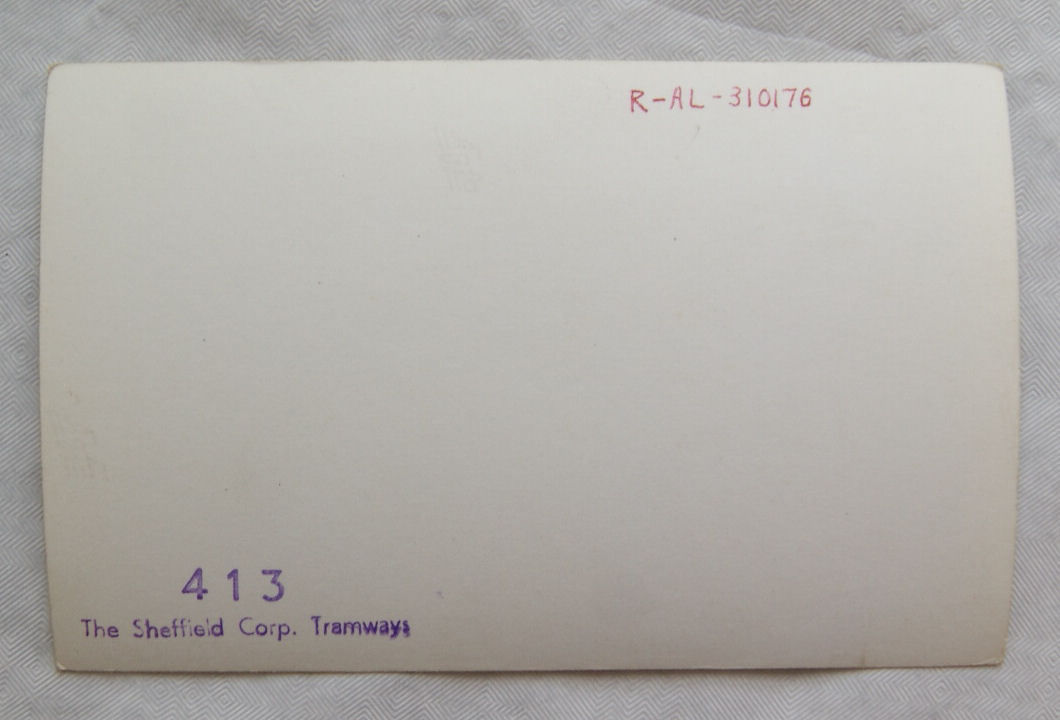 R-AL-310176
413
The Sheffield Corp. Tramways